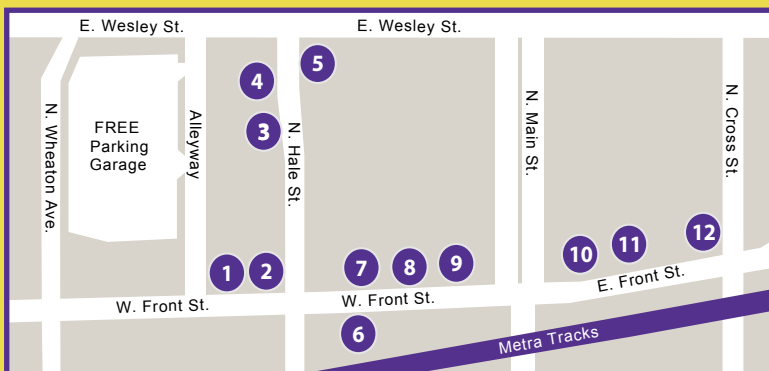 E. Wesley St.
E. Wesley St.
5
4
3
N. Wheaton Ave.
FREE
Parking
Garage
Alleyway
N. Hale St.
N. Main St.
N. Cross St.
1
2
7
8
9
10
11
12
W. Front St.
W. Front St.
E. Front St.
6
Metra Tracks